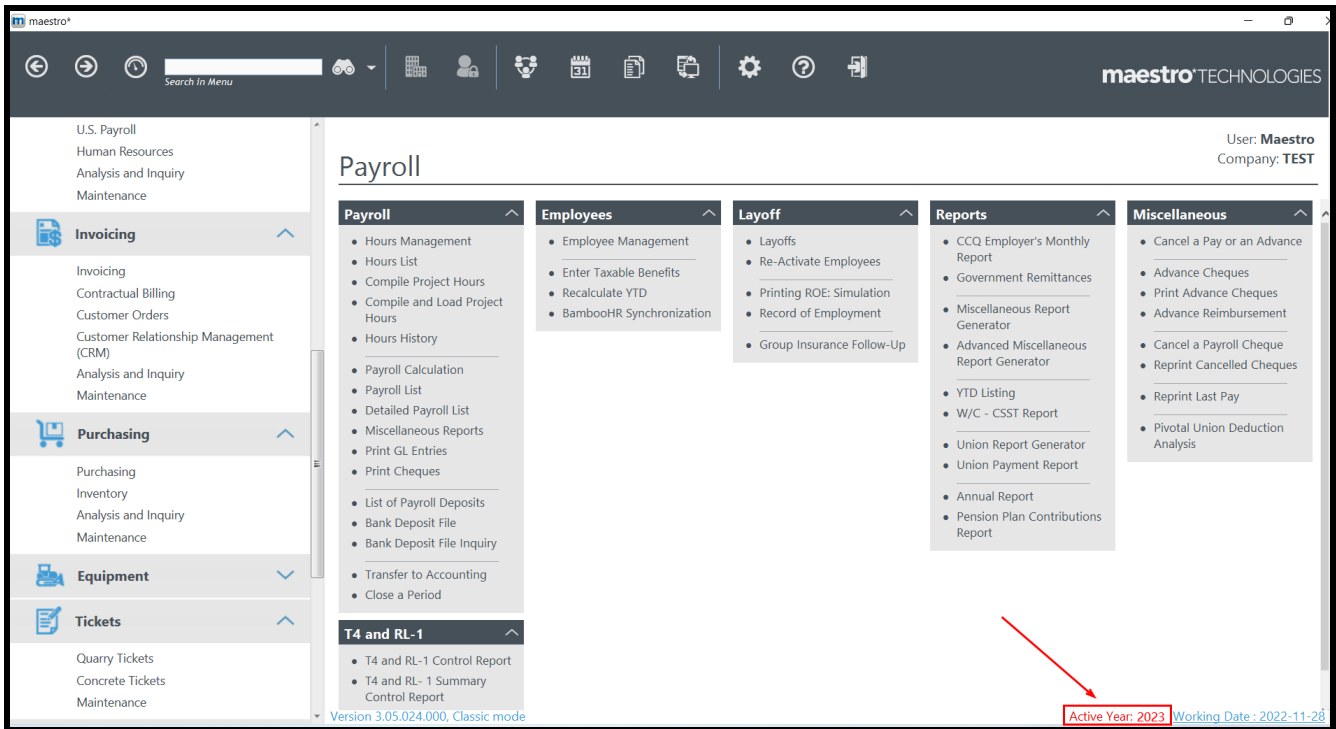 maestro*
31
Search In Menu
maestro*TECHNOLOGIES
User: Maestro
Company: TEST
U.S. Payroll
Human Resources
Analysis and Inquiry
Maintenance
Invoicing
Invoicing
Contractual Billing
Customer Orders
Customer Relationship Management
(CRM)
Analysis and Inquiry
Maintenance
Purchasing
Purchasing
Inventory
Analysis and Inquiry
Maintenance
Equipment
Tickets
Quarry Tickets
Concrete Tickets
Maintenance
Payroll
Payroll
Hours Management
Hours List
Compile Project Hours
Compile and Load Project
Hours
Hours History
Payroll Calculation
Payroll List
Detailed Payroll List
Miscellaneous Reports
Print GL Entries
Print Cheques
List of Payroll Deposits
Bank Deposit File
Bank Deposit File Inquiry
Transfer to Accounting
Close a Period
T4 and RL-1
T4 and RL-1 Control Report
T4 and RL- 1 Summary
Control Report
Employees
Employee Management
Enter Taxable Benefits
Recalculate YTD
BambooHR Synchronization
Layoff
Layoffs
Re-Activate Employees
Printing ROE: Simulation
Record of Employment
Group Insurance Follow-Up
Reports
CCQ Employer's Monthly
Report
Government Remittances
Miscellaneous Report
Generator
Advanced Miscellaneous
Report Generator
YTD Listing
W/C - CSST Report
Union Report Generator
Union Payment Report
Annual Report
Pension Plan Contributions
Report
Miscellaneous
Cancel a Pay or an Advance
Advance Cheques
Print Advance Cheques
Advance Reimbursement
Cancel a Payroll Cheque
Reprint Cancelled Cheques
Reprint Last Pay
Pivotal Union Deduction
Analysis
Version 3.05.024.000, Classic mode
Active Year: 2023
Working Date : 2022-11-28